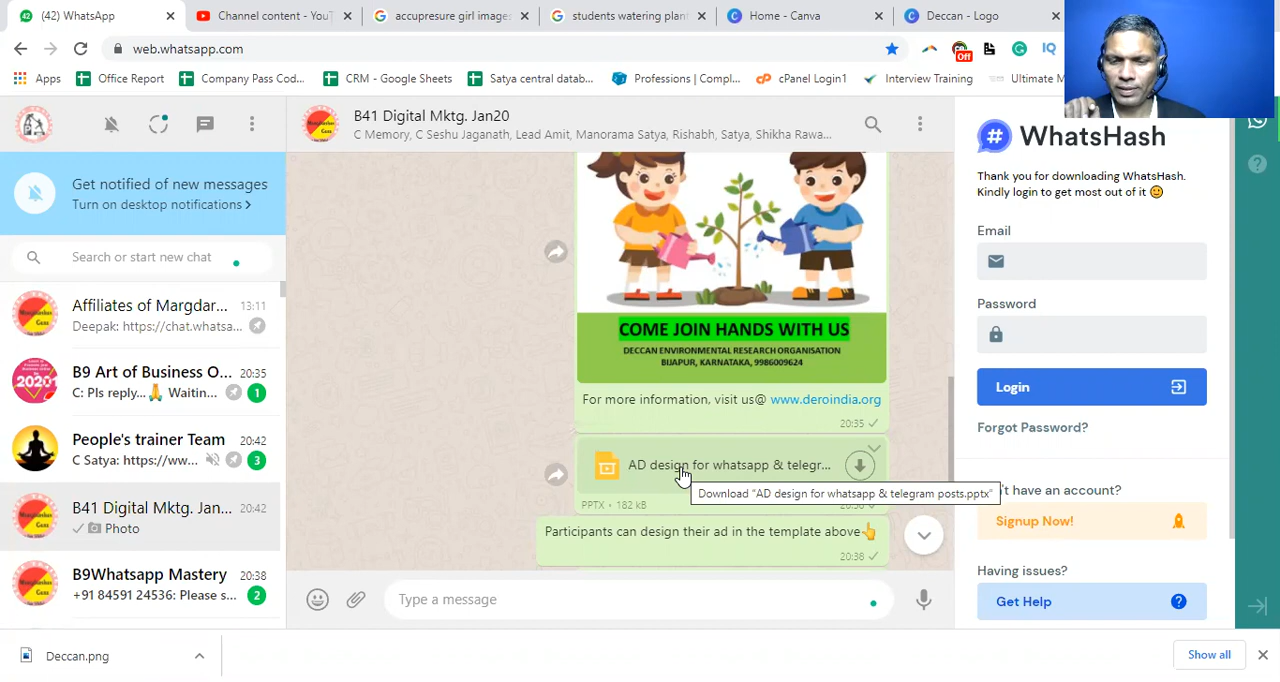 (42) WhatsApp
Channel content - YouT
accupresure girl image
students watering plan
Home - Canva
Deccan - Logo
web.whatsapp.com
Off
IQ
Apps
Office Report
Company Pass Cod...
CRM - Google Sheets
Satya central datab...
Professions | Compl...
cPanel Login1
Interview Training
Ultimate M
B41 Digital Mktg. Jan20
C Memory, C Seshu Jaganath, Lead Amit, Manorama Satya, Rishabh, Satya, Shikha Rawa...
Get notified of new messages
Turn on desktop notifications >
Search or start new chat
Affiliates of Margdar... 13:11
Deepak: https://chat.whatsa...
B9 Art of Business O... 20:35
C: Pls reply...🙏 Waitin... 1
People's trainer Team 20:42
C Satya: https://ww... 3
B41 Digital Mktg. Jan... 20:42
Photo
B9Whatsapp Mastery 20:38
+91 84591 24536: Please s... 2
COME JOIN HANDS WITH US
DECCAN ENVIRONMENTAL RESEARCH ORGANISATION
BIJAPUR, KARNATAKA, 9986009624
For more information, visit us@ www.deroindia.org
20:35
AD design for whatsapp & telegr...
Download "AD design for whatsapp & telegram posts.pptx"
PPTX • 182 kB
Participants can design their ad in the template above👆
20:38
Type a message
# WhatsHash
Thank you for downloading WhatsHash.
Kindly login to get most out of it 🙂
Email
Password
Login
Forgot Password?
't have an account?
Signup Now!
Having issues?
Get Help
Deccan.png
Show all